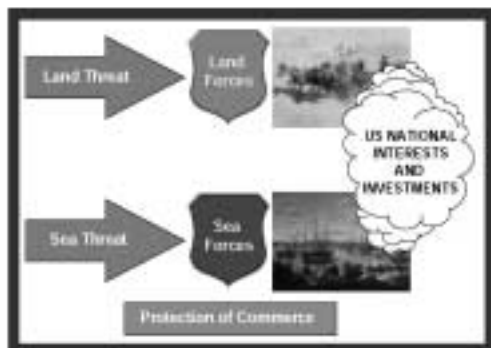 Land Threat
Land
Forces
US NATIONAL
INTERESTS
AND
INVESTMENTS
Sea Threat
Sea
Forces
Protection of Commerce